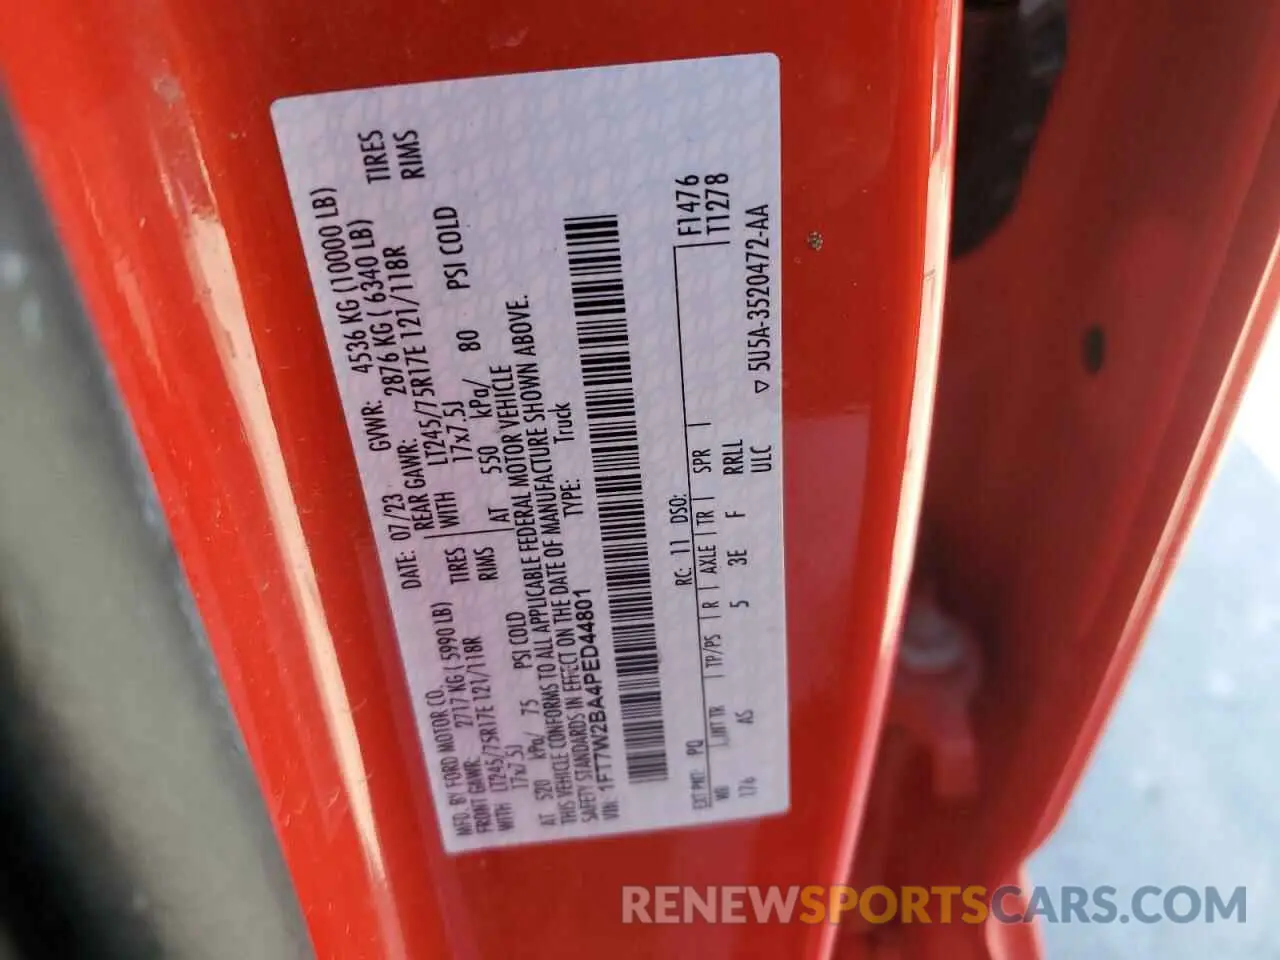 MFD. BY FORD MOTOR CO.
DATE: 07/23 GVWR: 4536 KG (10000 LB)
FRONT GAWR: 2717 KG ( 5990 LB) REAR GAWR: 2876 KG ( 6340 LB)
WITH LT245/75R17E 121/118R TIRES WITH LT245/75R17E 121/118R TIRES
17x7.5J RIMS 17x7.5J RIMS
AT 520 kPa/ 75 PSI COLD AT 550 kPa/ 80 PSI COLD
THIS VEHICLE CONFORMS TO ALL APPLICABLE FEDERAL MOTOR VEHICLE
SAFETY STANDARDS IN EFFECT ON THE DATE OF MANUFACTURE SHOWN ABOVE.
VIN: 1FT7W2BA4PED44801 TYPE: Truck
F1476
T1278
EXT PNT: PQ RC: 11 DSO:
WB INT TR TP/PS R AXLE TR SPR
176 AS 5 3E F RRLL
ULC ▽ 5U5A-3520472-AA
RENEWSPORTSCARS.COM